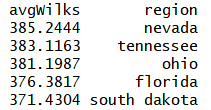 avgWilks region
385.2444 nevada
383.1163 tennessee
381.1987 ohio
376.3817 florida
371.4304 south dakota